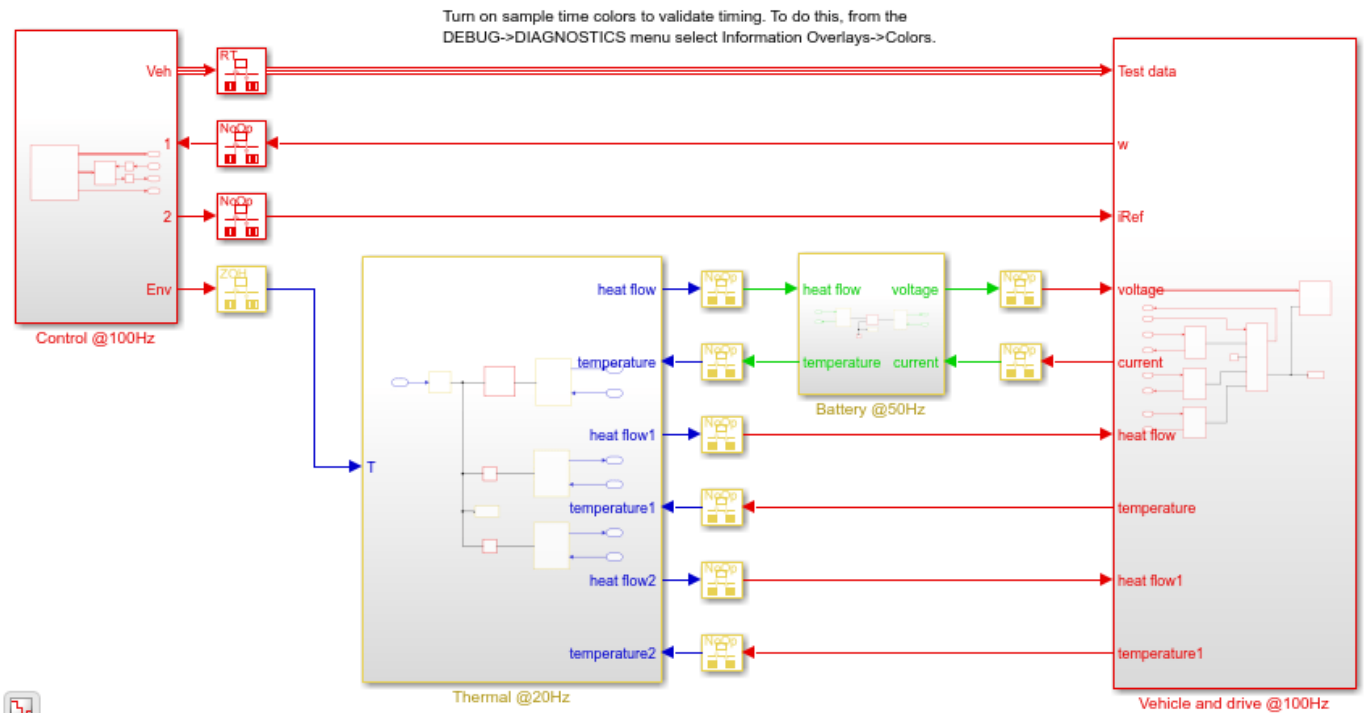 Turn on sample time colors to validate timing. To do this, from the
DEBUG->DIAGNOSTICS menu select Information Overlays->Colors.
Veh
RT
Test data
1
NoOp
w
2
NoOp
iRef
Env
ZOH
heat flow
NoOp
heat flow
voltage
NoOp
voltage
Control @100Hz
temperature
NoOp
temperature
current
NoOp
current
Battery @50Hz
heat flow1
NoOp
heat flow
T
temperature1
NoOp
temperature
heat flow2
NoOp
heat flow1
temperature2
NoOp
temperature1
Thermal @20Hz
Vehicle and drive @100Hz